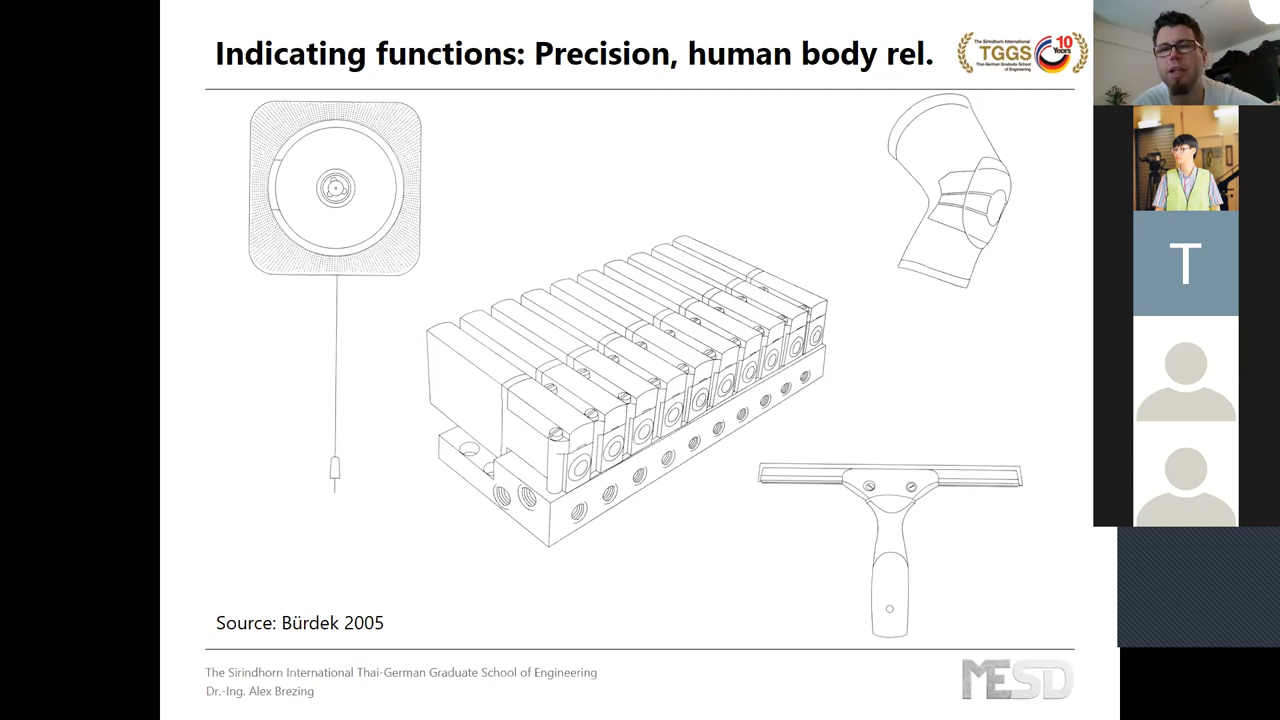 Indicating functions: Precision, human body rel.
The Sirindhorn International
TGGS
Thai-German Graduate School
of Engineering
10
Years
T
Source: Bürdek 2005
The Sirindhorn International Thai-German Graduate School of Engineering
Dr.-Ing. Alex Brezing
MESD